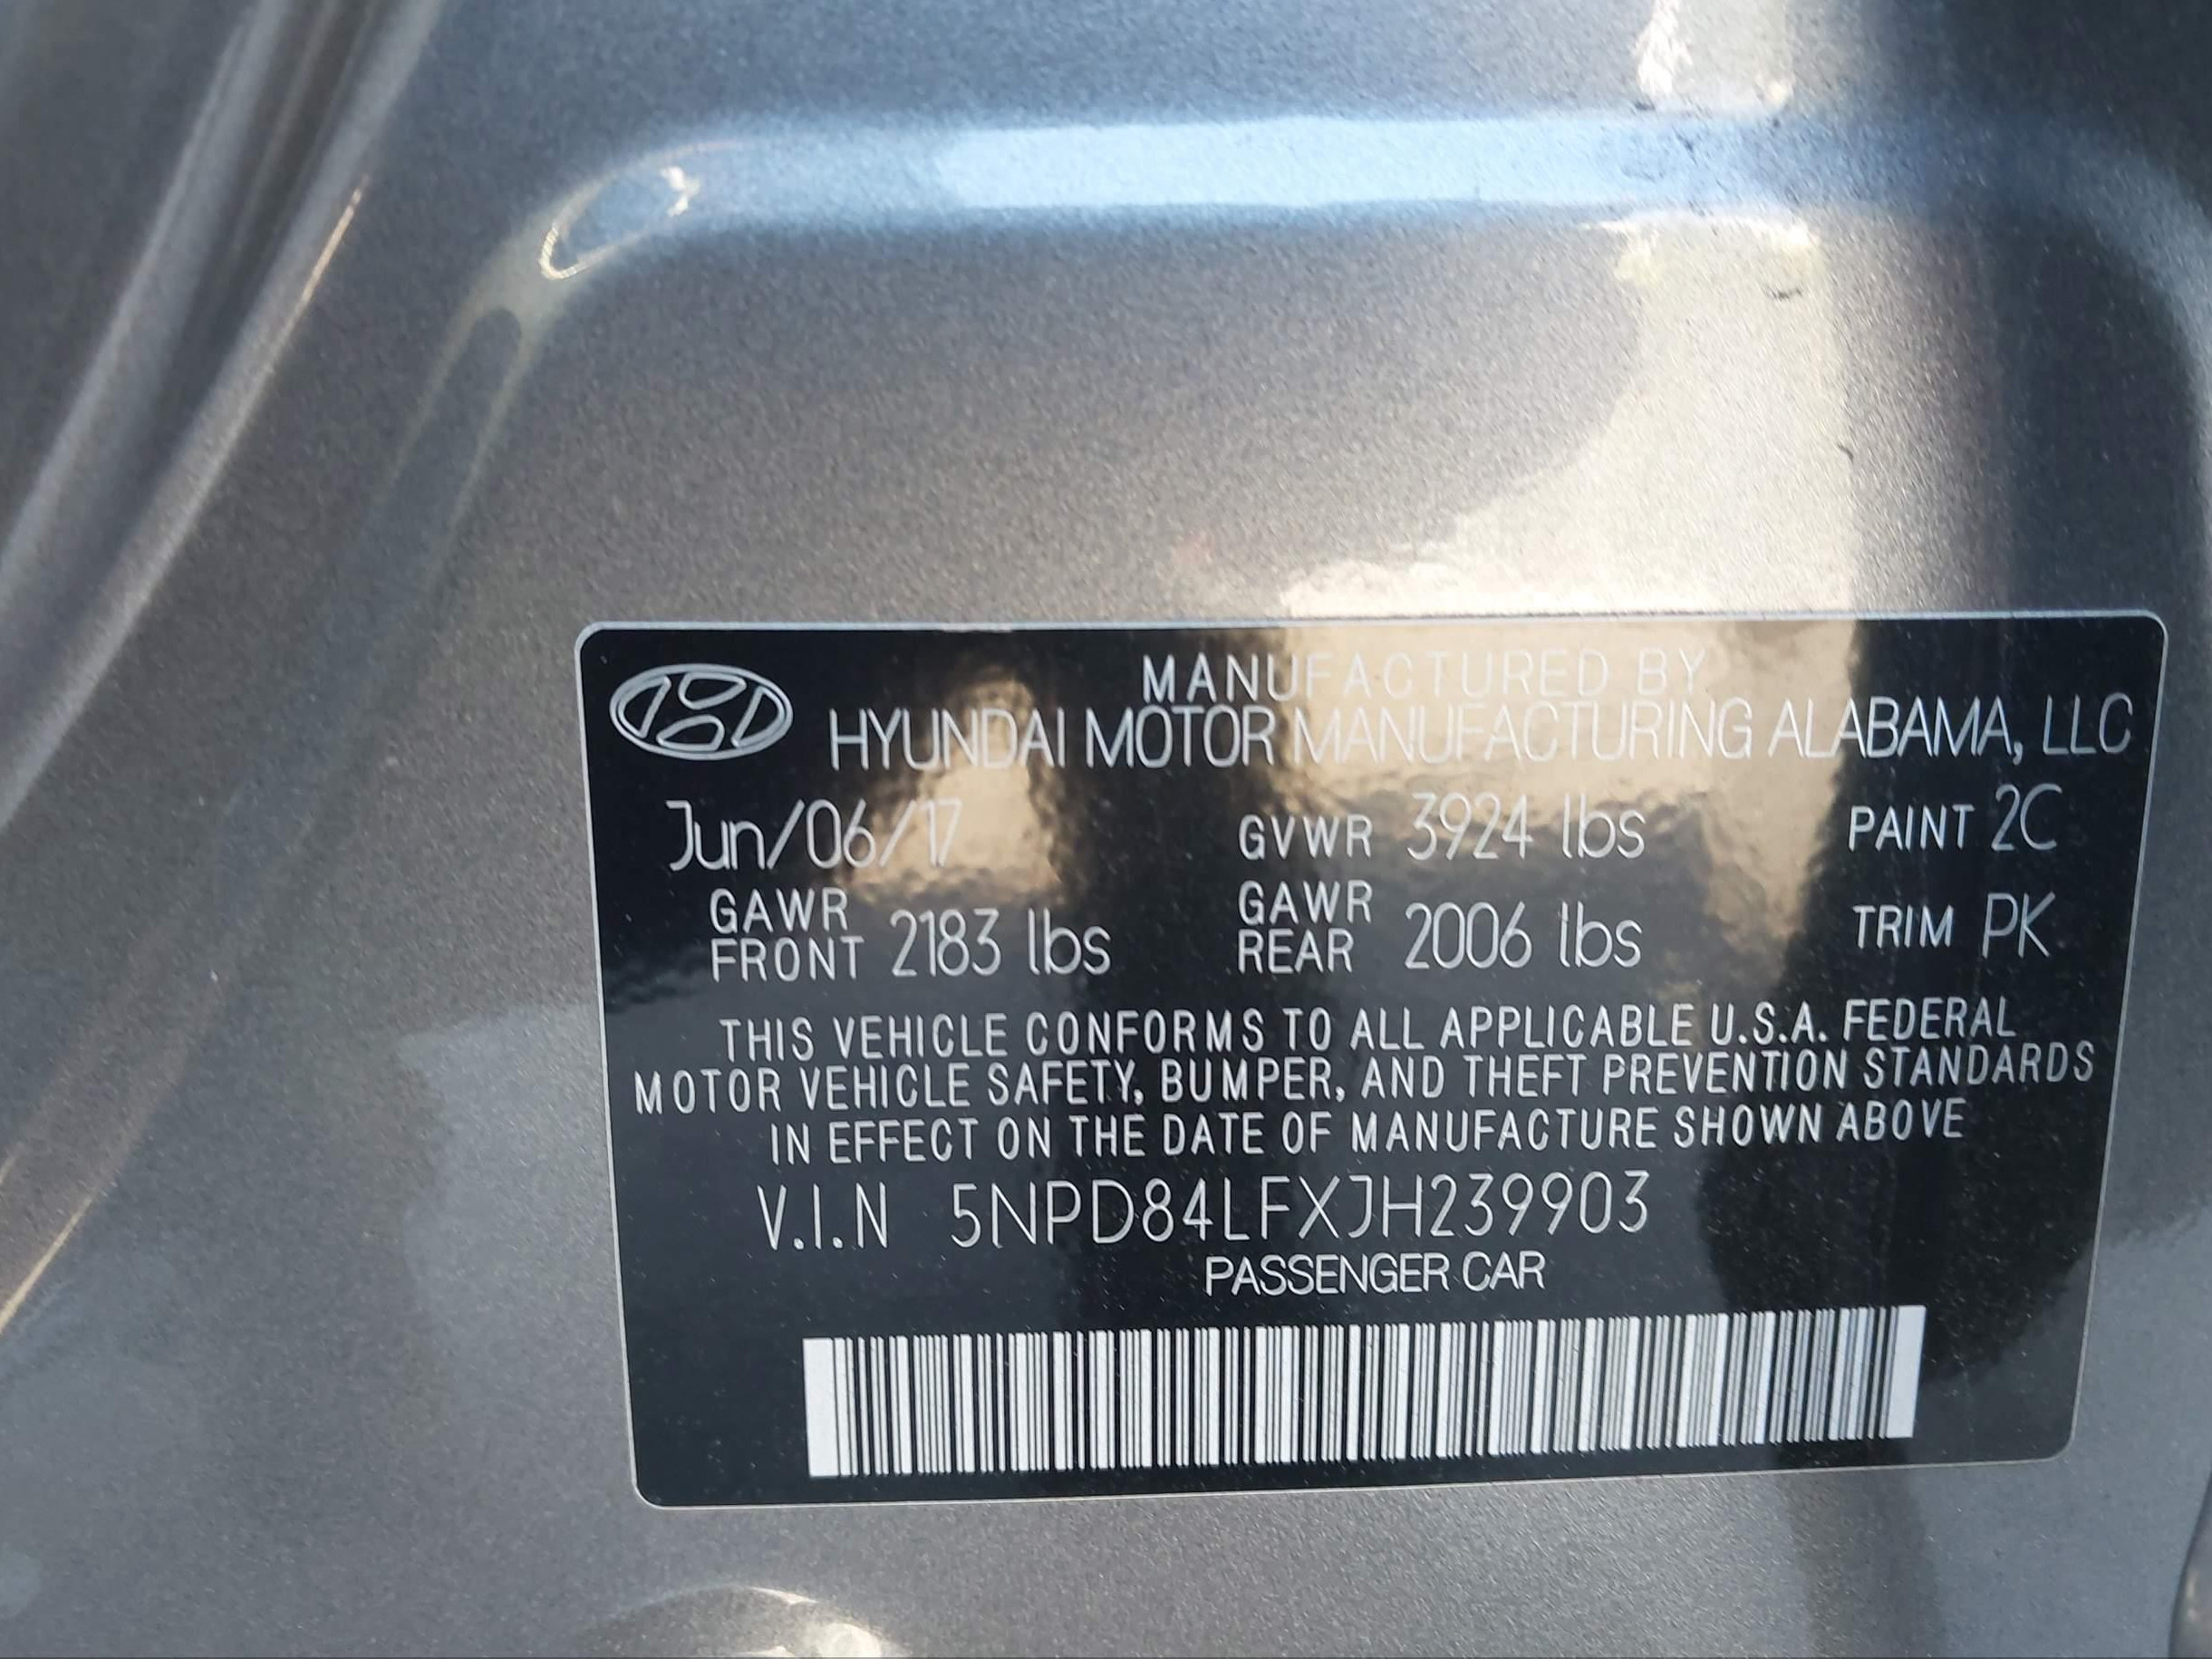 MANUFACTURED BY
HYUNDAI MOTOR MANUFACTURING ALABAMA, LLC
Jun/06/17 GVWR 3924 lbs PAINT 2C
GAWR FRONT 2183 lbs GAWR REAR 2006 lbs TRIM PK
THIS VEHICLE CONFORMS TO ALL APPLICABLE U.S.A. FEDERAL
MOTOR VEHICLE SAFETY, BUMPER, AND THEFT PREVENTION STANDARDS
IN EFFECT ON THE DATE OF MANUFACTURE SHOWN ABOVE
V.I.N 5NPD84LFXJH239903
PASSENGER CAR